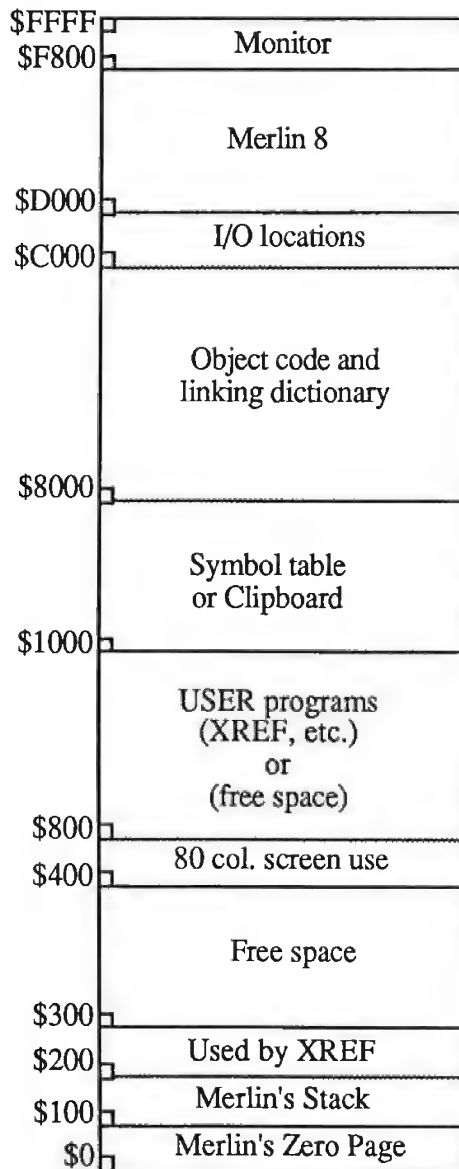 $FFFF
Monitor
$F800
Merlin 8
$D000
I/O locations
$C000
Object code and
linking dictionary
$8000
Symbol table
or Clipboard
$1000
USER programs
(XREF, etc.)
or
(free space)
$800
80 col. screen use
$400
Free space
$300
Used by XREF
$200
Merlin's Stack
$100
Merlin's Zero Page
$0